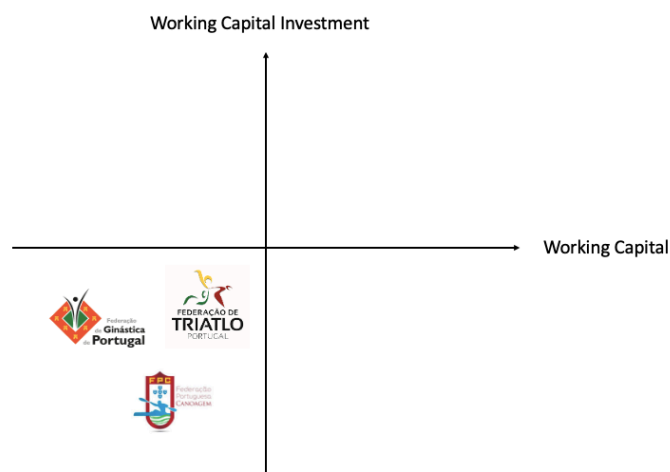 Working Capital Investment
Working Capital
FEDERAÇÃO DE
TRIATLO
PORTUGAL
Federação
de Ginástica
de Portugal
FPC
Federação
Portuguesa
CANOAGEM